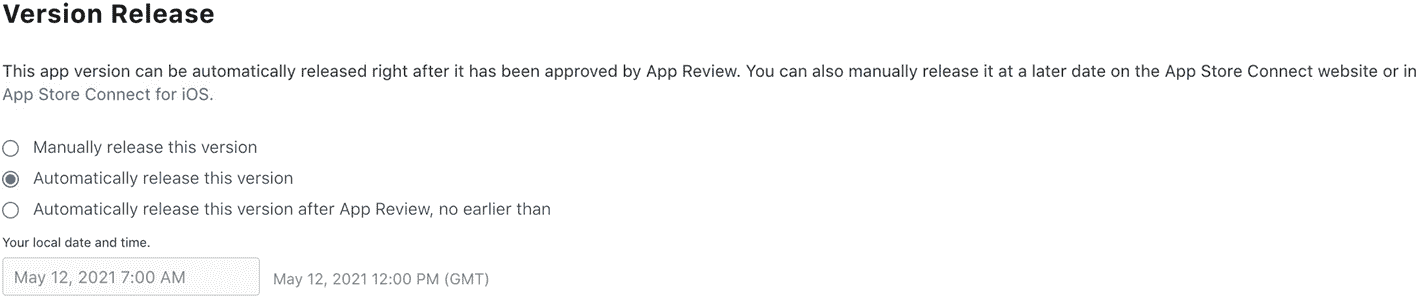 Version Release
This app version can be automatically released right after it has been approved by App Review. You can also manually release it at a later date on the App Store Connect website or in
App Store Connect for iOS.
Manually release this version
Automatically release this version
Automatically release this version after App Review, no earlier than
Your local date and time.
May 12, 2021 7:00 AM May 12, 2021 12:00 PM (GMT)